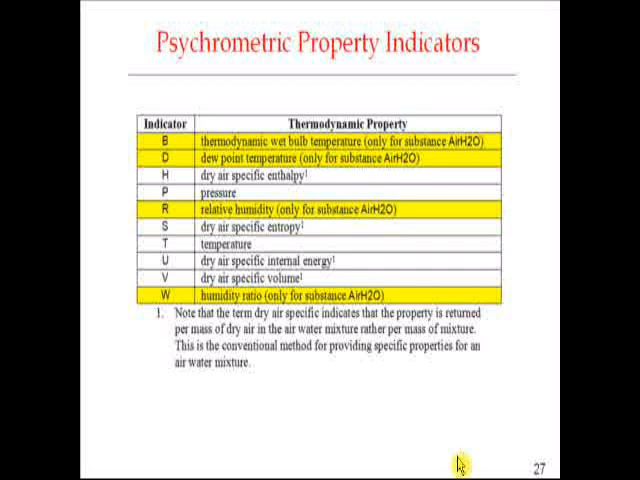 Psychrometric Property Indicators
Indicator Thermodynamic Property
B thermodynamic wet bulb temperature (only for substance AirH2O)
D dew point temperature (only for substance AirH2O)
H dry air specific enthalpy¹
P pressure
R relative humidity (only for substance AirH2O)
S dry air specific entropy¹
T temperature
U dry air specific internal energy¹
V dry air specific volume¹
W humidity ratio (only for substance AirH2O)
1. Note that the term dry air specific indicates that the property is returned
per mass of dry air in the air water mixture rather per mass of mixture.
This is the conventional method for providing specific properties for an
air water mixture.
27